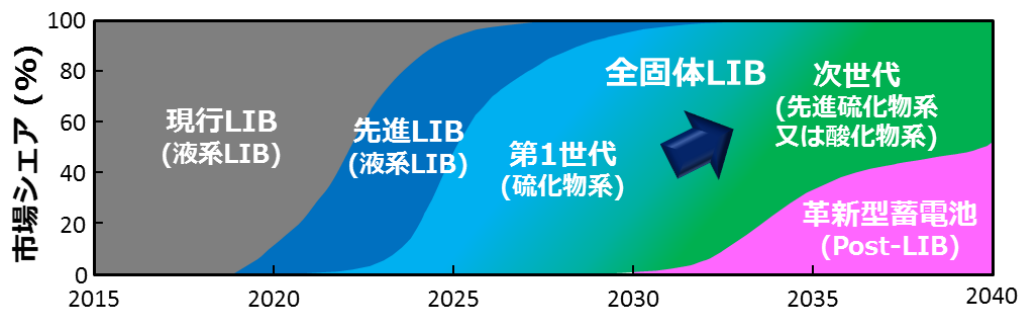 市場シェア (%)
100
80
60
40
20
0
現行LIB
(液系LIB)
先進LIB
(液系LIB)
第1世代
(硫化物系)
全固体LIB
次世代
(先進硫化物系
又は酸化物系)
革新型蓄電池
(Post-LIB)
2015
2020
2025
2030
2035
2040